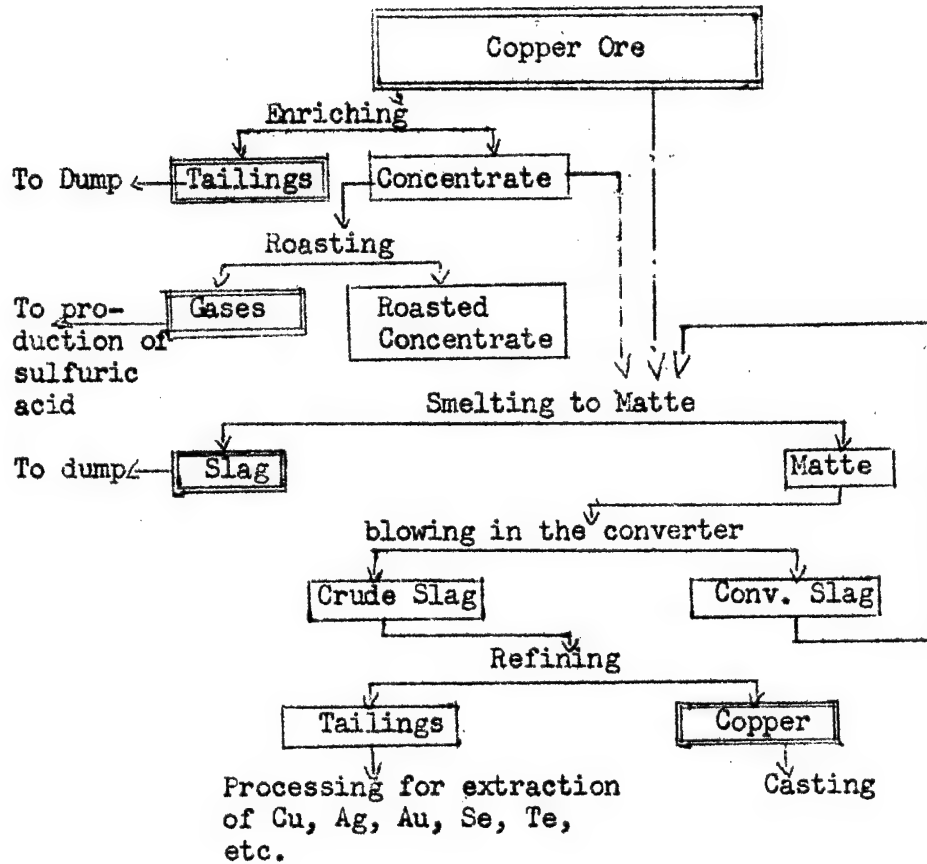 Copper Ore
Enriching
To Dump
Tailings
Concentrate
Roasting
To pro-
duction of
sulfuric
acid
Gases
Roasted
Concentrate
Smelting to Matte
To dump
Slag
Matte
blowing in the converter
Crude Slag
Conv. Slag
Refining
Tailings
Copper
Processing for extraction
of Cu, Ag, Au, Se, Te,
etc.
Casting